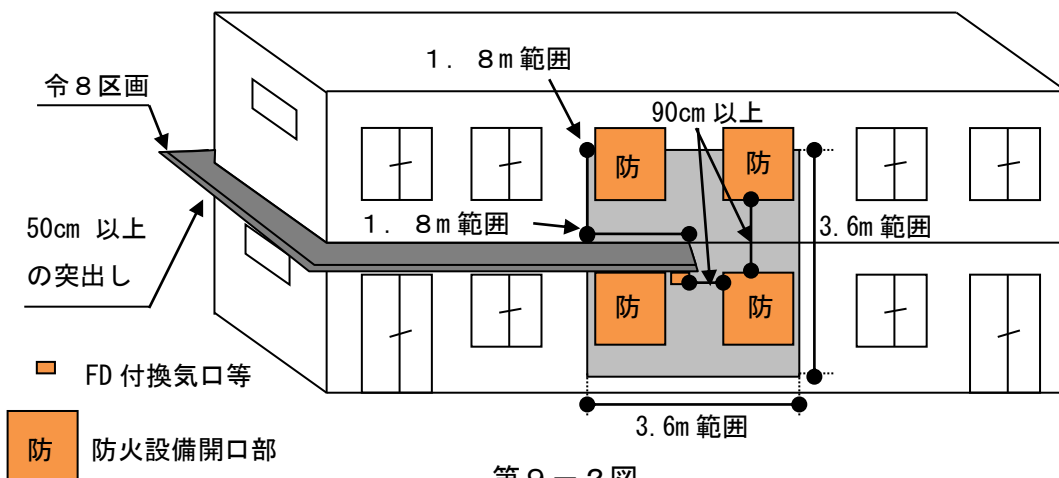 令８区画
１．８ｍ範囲
90cm 以上
防
防
50cm 以上
の突出し
１．８ｍ範囲
3.6m 範囲
防
防
FD 付換気口等
3.6m 範囲
防
防火設備開口部